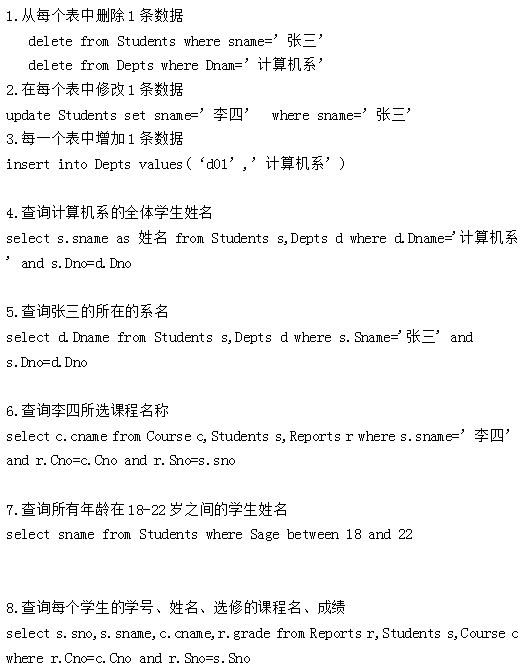 1.从每个表中删除1条数据
delete from Students where sname=’张三’
delete from Depts where Dnam=’计算机系’
2.在每个表中修改1条数据
update Students set sname=’李四’ where sname=’张三’
3.每一个表中增加1条数据
insert into Depts values(‘d01’,’计算机系’)
4.查询计算机系的全体学生姓名
select s.sname as 姓名 from Students s,Depts d where d.Dname='计算机系
’and s.Dno=d.Dno
5.查询张三的所在的系名
select d.Dname from Students s,Depts d where s.Sname='张三’and
s.Dno=d.Dno
6.查询李四所选课程名称
select c.cname from Course c,Students s,Reports r where s.sname=’李四’
and r.Cno=c.Cno and r.Sno=s.sno
7.查询所有年龄在18-22岁之间的学生姓名
select sname from Students where Sage between 18 and 22
8.查询每个学生的学号、姓名、选修的课程名、成绩
select s.sno,s.sname,c.cname,r.grade from Reports r,Students s,Course c
where r.Cno=c.Cno and r.Sno=s.Sno